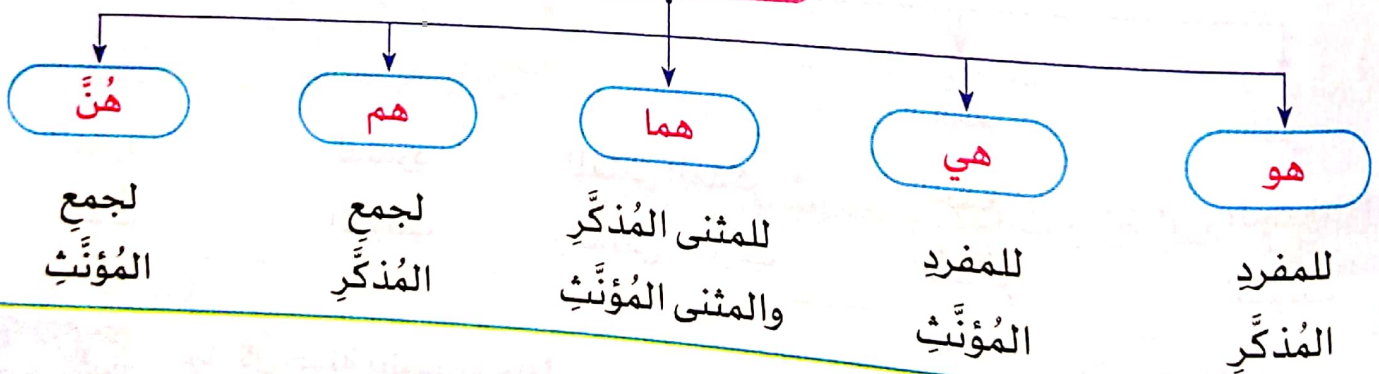 هو
هي
هما
هم
هُنَّ
للمفردِ
المُذكَّرِ
للمفردِ
المُؤنَّثِ
للمثنى المُذكَّرِ
والمثنى المُؤنَّثِ
لجمعِ
المُذكَّرِ
لجمعِ
المُؤنَّثِ